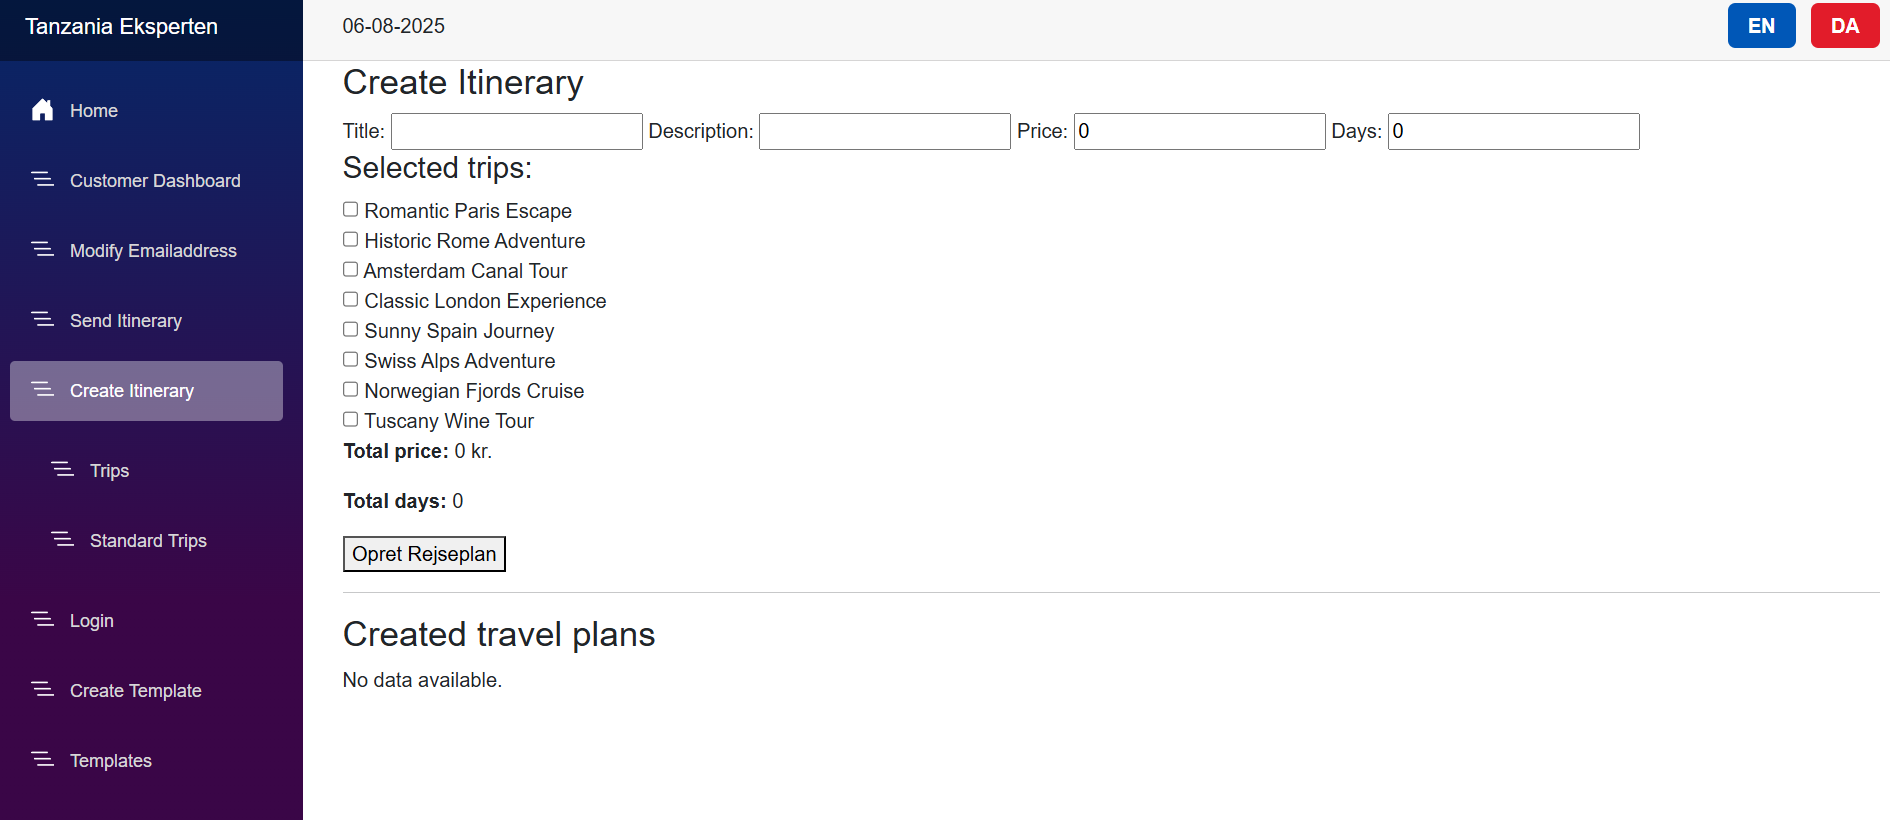 Tanzania Eksperten
Home
Customer Dashboard
Modify Emailaddress
Send Itinerary
Create Itinerary
Trips
Standard Trips
Login
Create Template
Templates
06-08-2025
EN
DA
Create Itinerary
Title: Description: Price: 0 Days: 0
Selected trips:
Romantic Paris Escape
Historic Rome Adventure
Amsterdam Canal Tour
Classic London Experience
Sunny Spain Journey
Swiss Alps Adventure
Norwegian Fjords Cruise
Tuscany Wine Tour
Total price: 0 kr.
Total days: 0
Opret Rejseplan
Created travel plans
No data available.